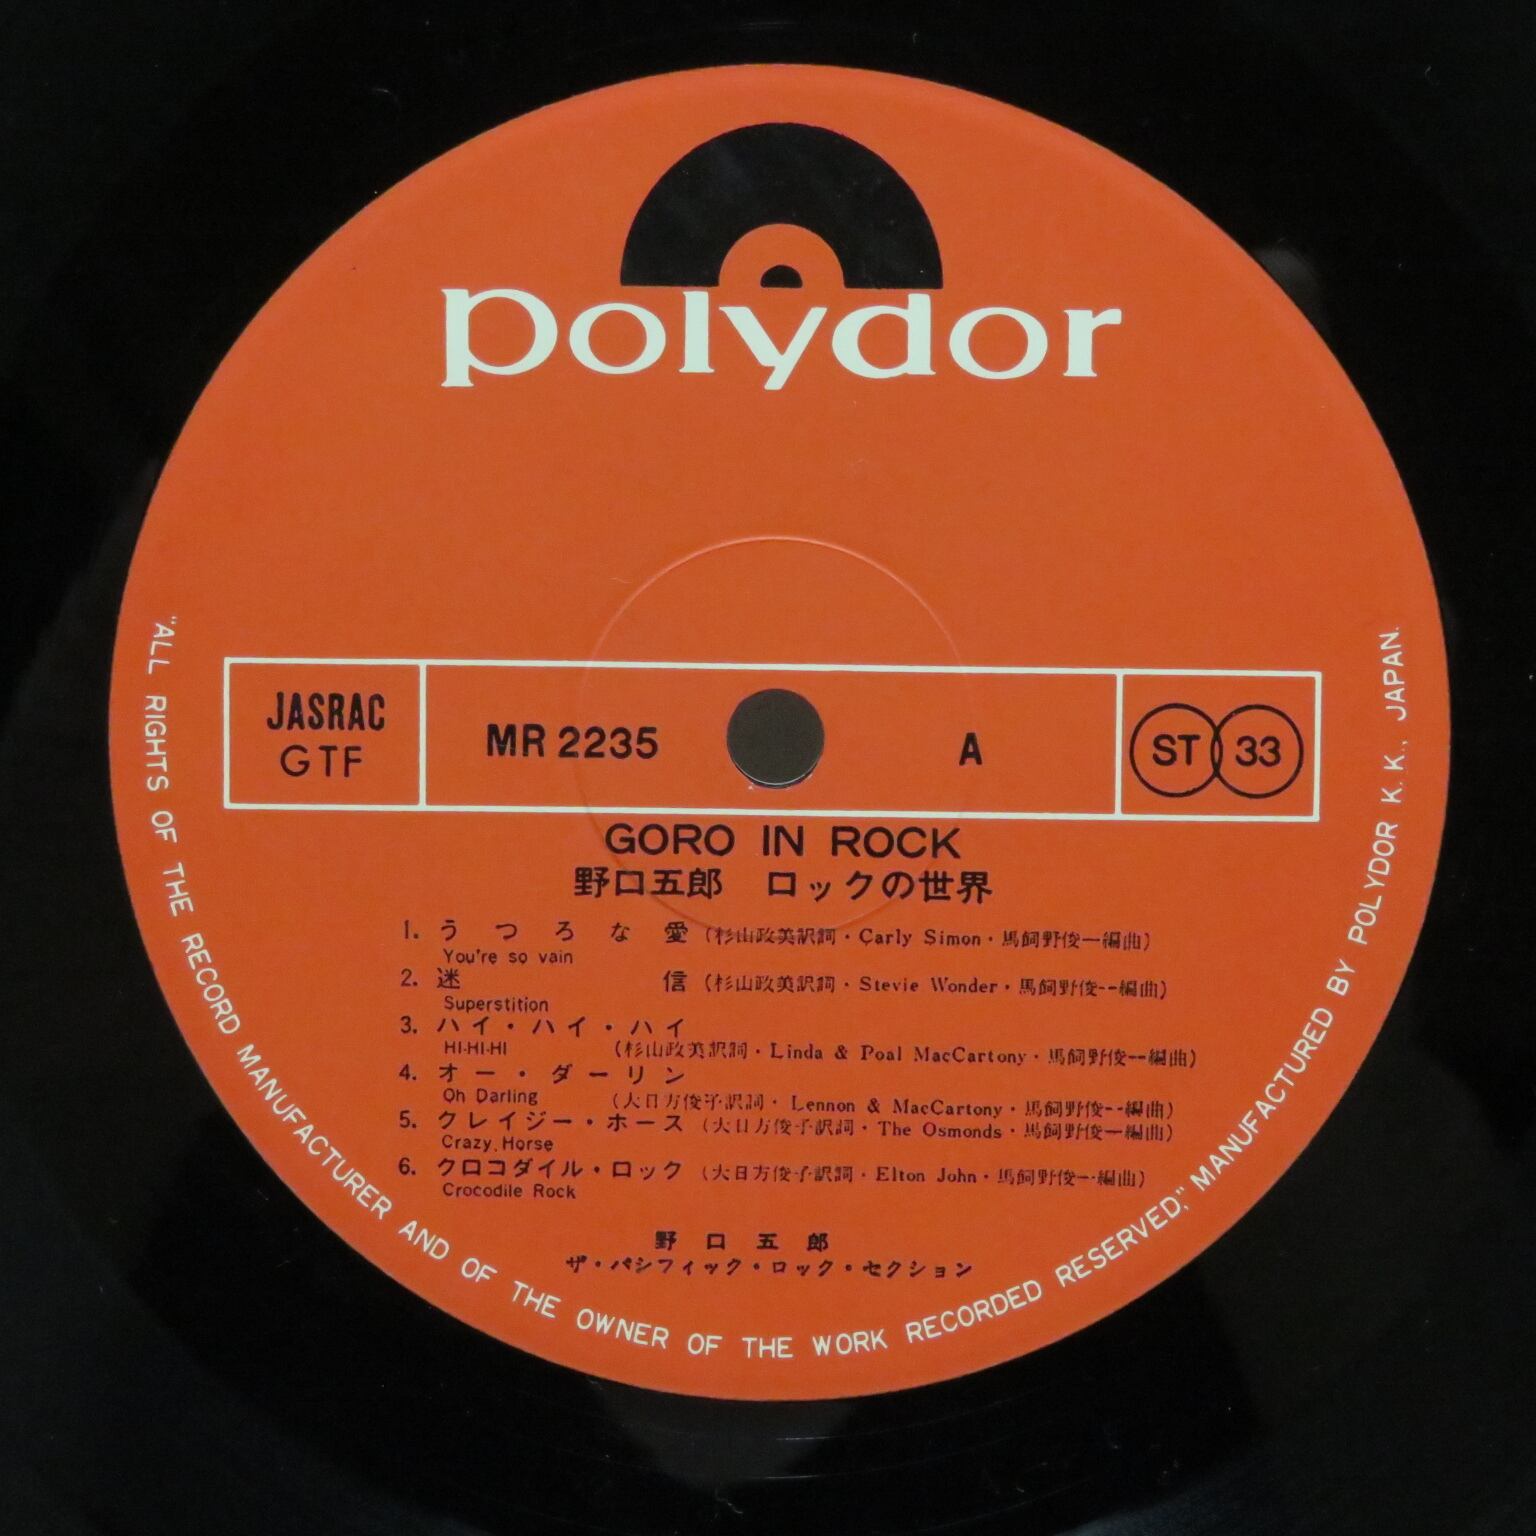 polydor
JASRAC
GTF
MR 2235
A
ST 33
GORO IN ROCK
野口五郎 ロックの世界
1. うつろな愛 (杉山政美訳詞・Carly Simon・馬飼野俊一編曲)
You're so vain
2. 迷信 (杉山政美訳詞・Stevie Wonder・馬飼野俊一編曲)
Superstition
3. ハイ・ハイ・ハイ
HI-HI-HI (杉山政美訳詞・Linda & Poal MacCartony・馬飼野俊一編曲)
4. オー・ダーリン
Oh Darling (大日方俊子訳詞・Lennon & MacCartony・馬飼野俊一編曲)
5. クレイジー・ホース (大日方俊子訳詞・The Osmonds・馬飼野俊一編曲)
Crazy Horse
6. クロコダイル・ロック (大日方俊子訳詞・Elton John・馬飼野俊一編曲)
Crocodile Rock
野口五郎
ザ・パシフィック・ロック・セクション
"ALL RIGHTS OF THE RECORD MANUFACTURER AND OF THE OWNER OF THE WORK RECORDED RESERVED," MANUFACTURED BY POLYDOR K. K., JAPAN.